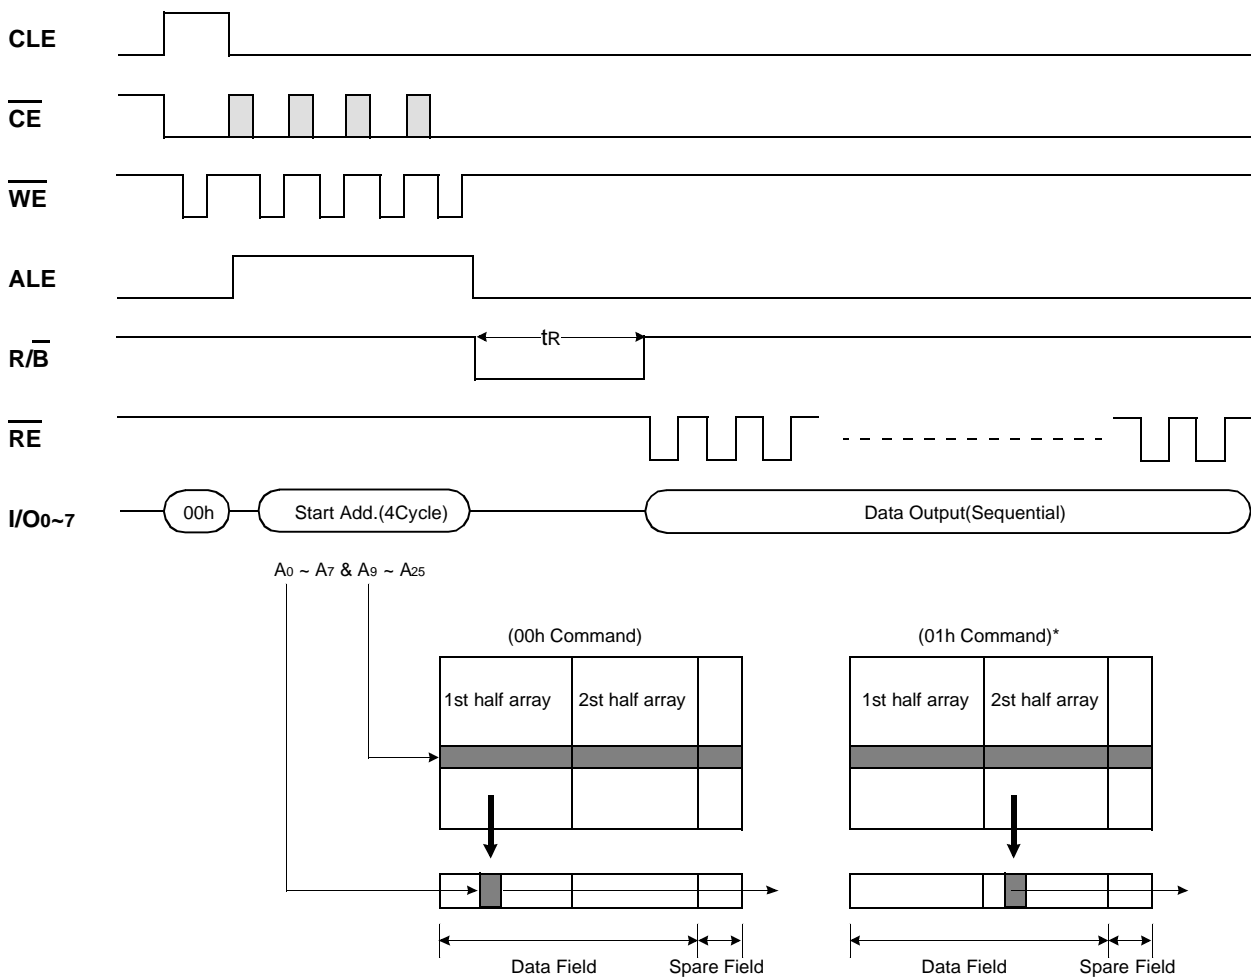 CLE
CE
WE
ALE
R/B
tR
RE
I/O0~7
00h
Start Add.(4Cycle)
Data Output(Sequential)
A0 ~ A7 & A9 ~ A25
(00h Command)
(01h Command)*
1st half array
2st half array
1st half array
2st half array
Data Field
Spare Field
Data Field
Spare Field